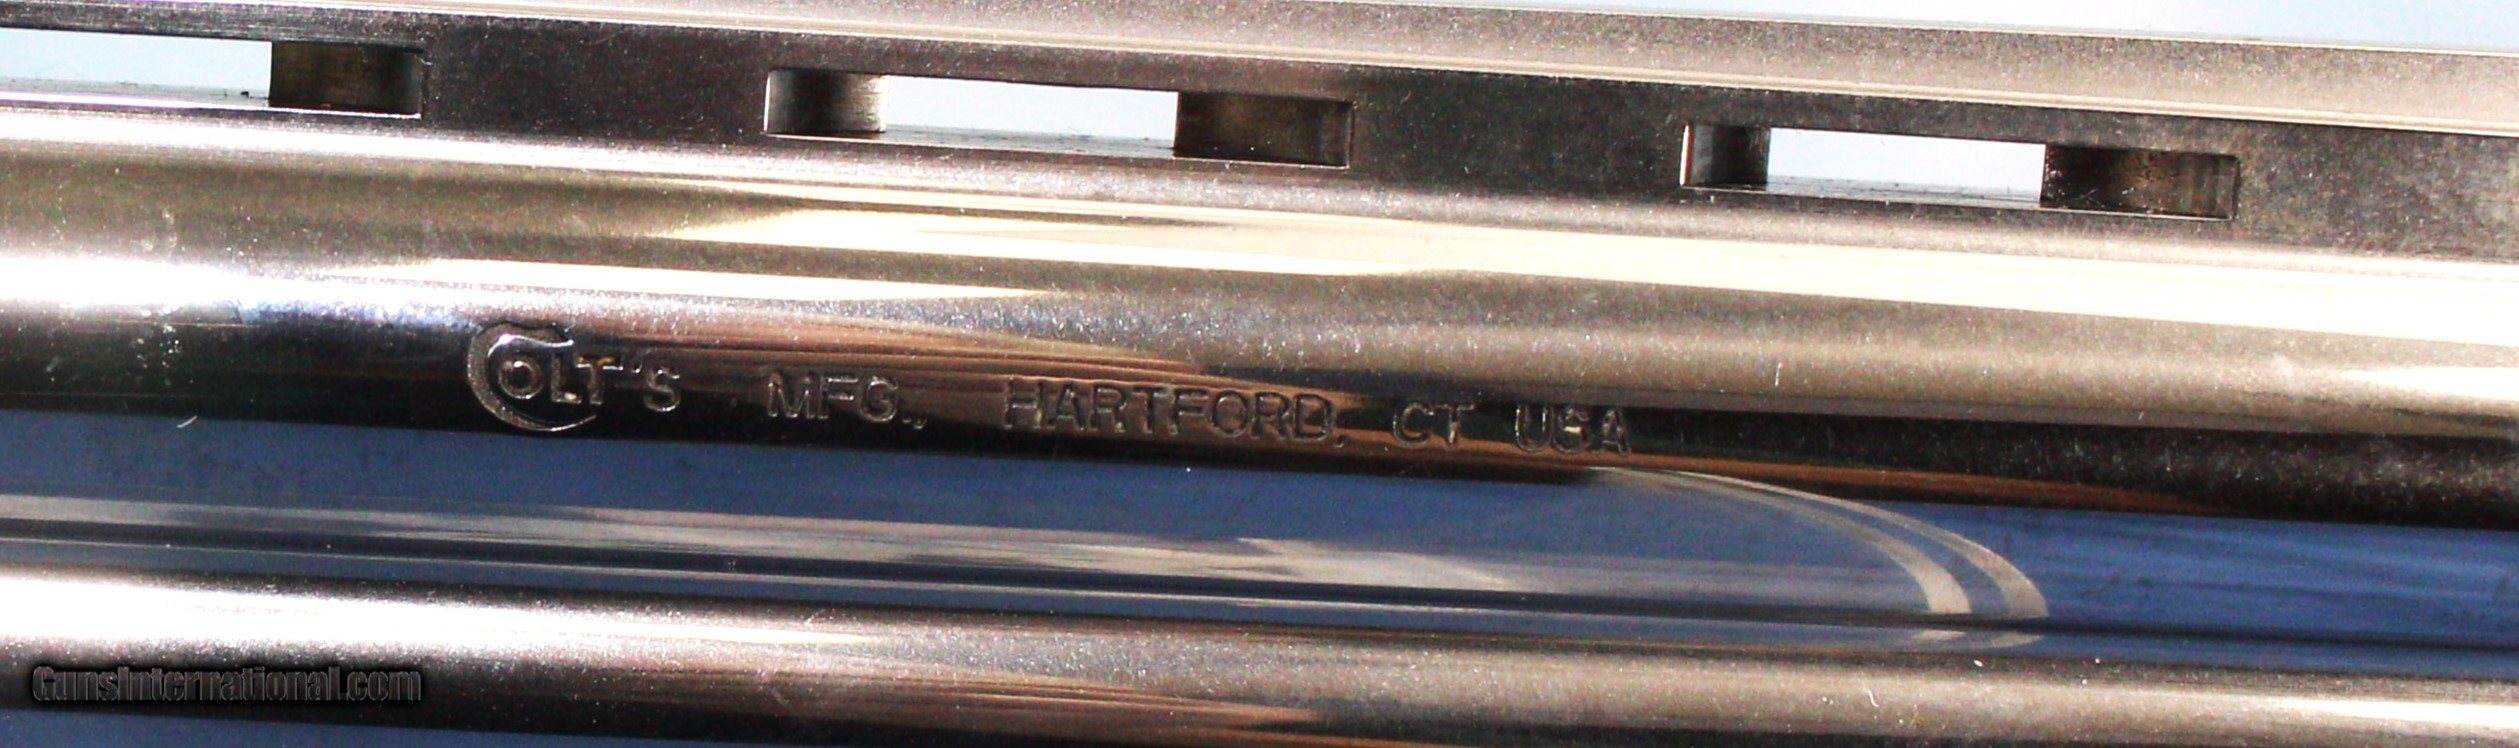 COLT'S MFG., HARTFORD, CT USA
GunsInternational.com